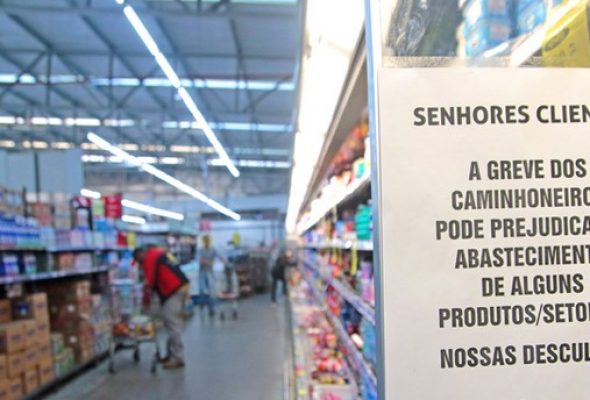 SENHORES CLIEN
A GREVE DOS
CAMINHONEIRO
PODE PREJUDICA
ABASTECIMENT
DE ALGUNS
PRODUTOS/SETO
NOSSAS DESCUL